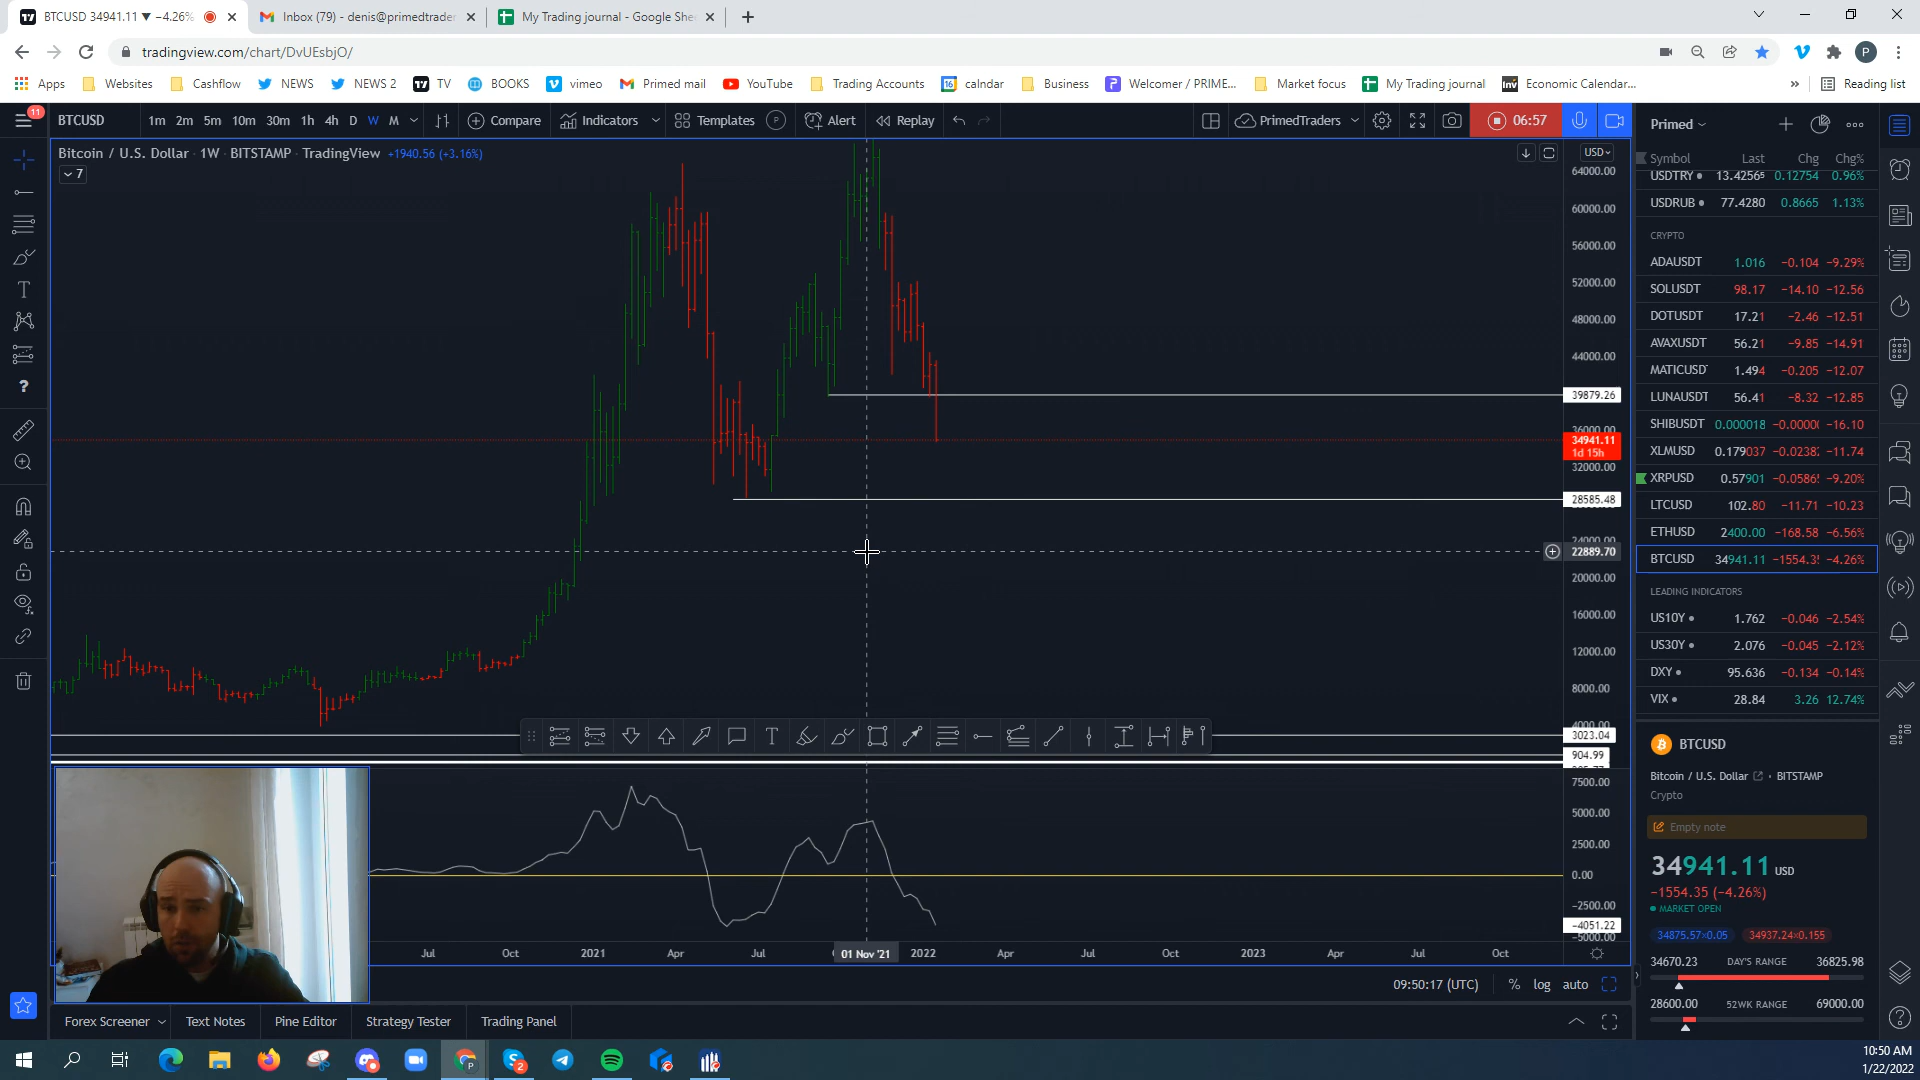 BTCUSD 34941.11 ▼ −4.26%
Inbox (79) - denis@primedtrader
My Trading journal - Google She
tradingview.com/chart/DvUEsbjO/
P
Apps
Websites
Cashflow
NEWS
NEWS 2
TV
BOOKS
vimeo
Primed mail
YouTube
Trading Accounts
calndar
Business
Welcomer / PRIME...
Market focus
My Trading journal
Economic Calendar...
»
Reading list
11
BTCUSD
1m 2m 5m 10m 30m 1h 4h D W M
Compare
Indicators
Templates
P
Alert
Replay
PrimedTraders
06:57
Primed
Bitcoin / U.S. Dollar · 1W · BITSTAMP · TradingView +1940.56 (+3.16%)
7
USD
64000.00
60000.00
56000.00
52000.00
48000.00
44000.00
39879.26
36000.00
34941.11
1d 15h
32000.00
28585.48
24000.00
22889.70
20000.00
16000.00
12000.00
8000.00
4000.00
3023.04
904.99
7500.00
5000.00
2500.00
0.00
−2500.00
−4051.22
−5000.00
Jul Oct 2021 Apr Jul 01 Nov '21 2022 Apr Jul Oct 2023 Apr Jul Oct
09:50:17 (UTC)
% log auto
Symbol Last Chg Chg%
USDTRY 13.42565 0.12754 0.96%
USDRUB 77.4280 0.8665 1.13%
CRYPTO
ADAUSDT 1.016 −0.104 −9.29%
SOLUSDT 98.17 −14.10 −12.56
DOTUSDT 17.21 −2.46 −12.51
AVAXUSDT 56.21 −9.85 −14.91
MATICUSD 1.494 −0.205 −12.07
LUNAUSDT 56.41 −8.32 −12.85
SHIBUSDT 0.000018 −0.0000 −16.10
XLMUSD 0.179037 −0.0238 −11.74
XRPUSD 0.57901 −0.0586 −9.20%
LTCUSD 102.80 −11.71 −10.23
ETHUSD 2400.00 −168.58 −6.56%
BTCUSD 34941.11 −1554.3 −4.26%
LEADING INDICATORS
US10Y 1.762 −0.046 −2.54%
US30Y 2.076 −0.045 −2.12%
DXY 95.636 −0.134 −0.14%
VIX 28.84 3.26 12.74%
BTCUSD
Bitcoin / U.S. Dollar • BITSTAMP
Crypto
Empty note
34941.11 USD
−1554.35 (−4.26%)
MARKET OPEN
34875.57×0.05 34937.24×0.155
34670.23 DAY'S RANGE 36825.98
28600.00 52WK RANGE 69000.00
Forex Screener
Text Notes
Pine Editor
Strategy Tester
Trading Panel
2
10:50 AM
1/22/2022